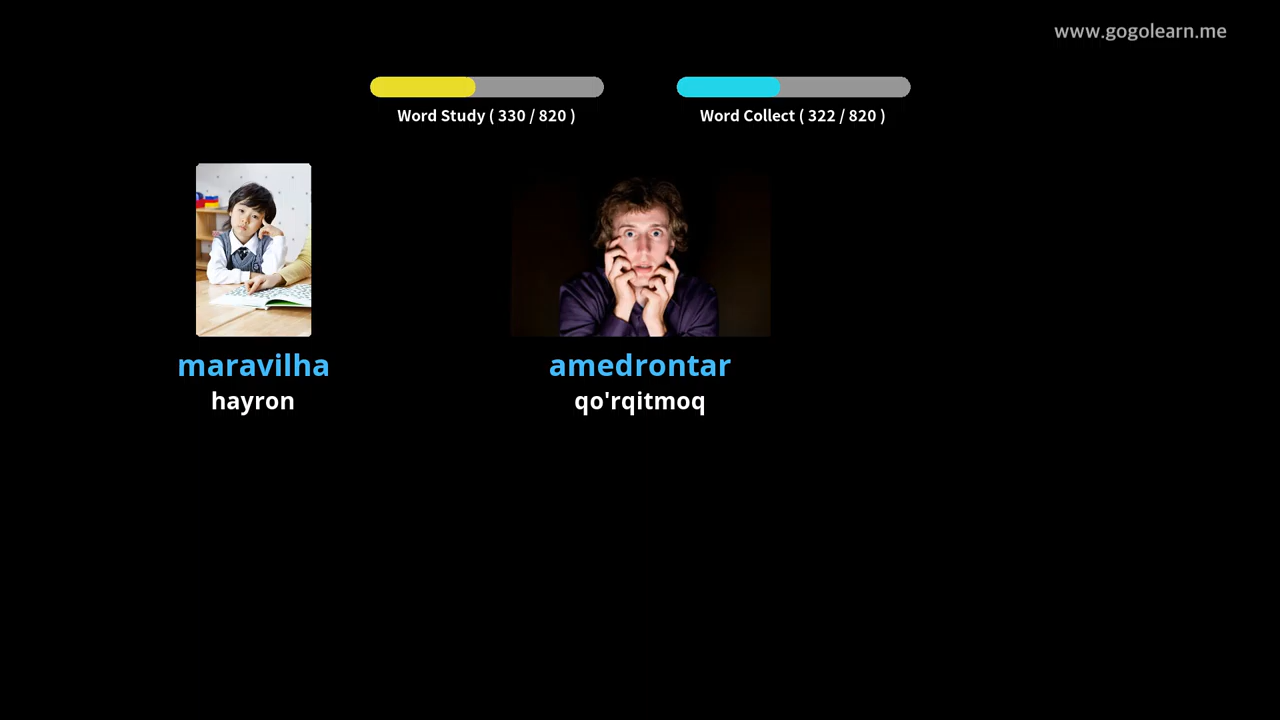 www.gogolearn.me
Word Study ( 330 / 820 )
Word Collect ( 322 / 820 )
maravilha
hayron
amedrontar
qo'rqitmoq